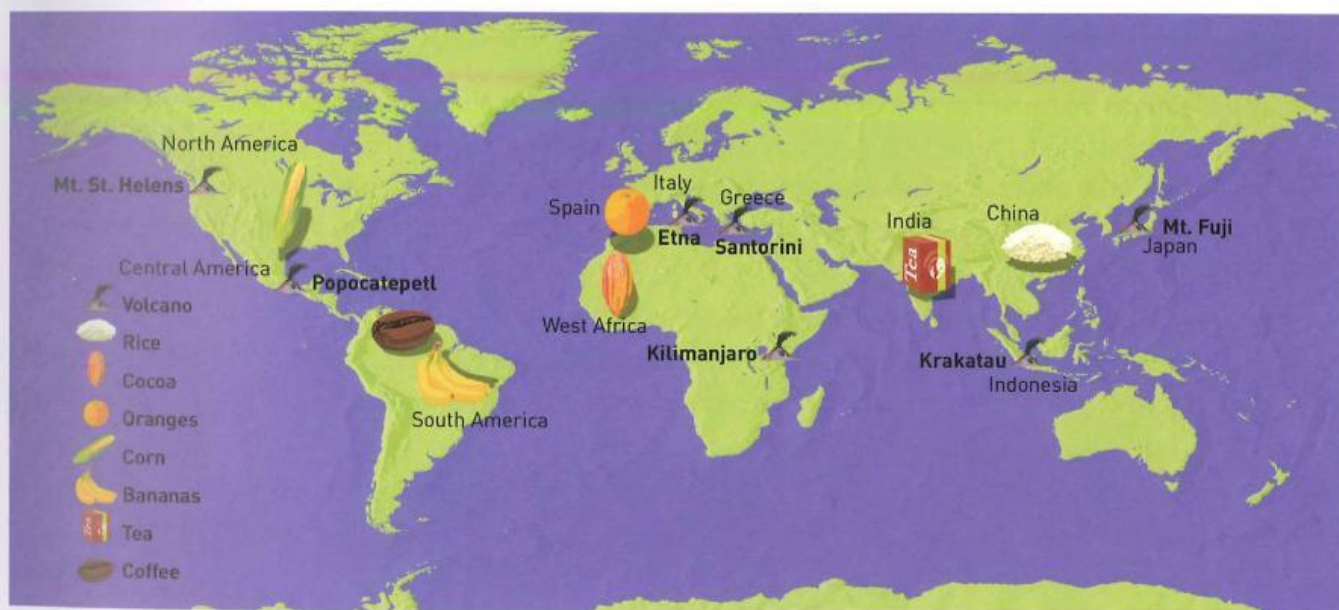 North America
Mt. St. Helens
Spain
Italy
Greece
Etna
Santorini
India
Tea
China
Mt. Fuji
Japan
Central America
Popocatepetl
West Africa
Kilimanjaro
Krakatau
Indonesia
South America
Volcano
Rice
Cocoa
Oranges
Corn
Bananas
Tea
Tea
Coffee